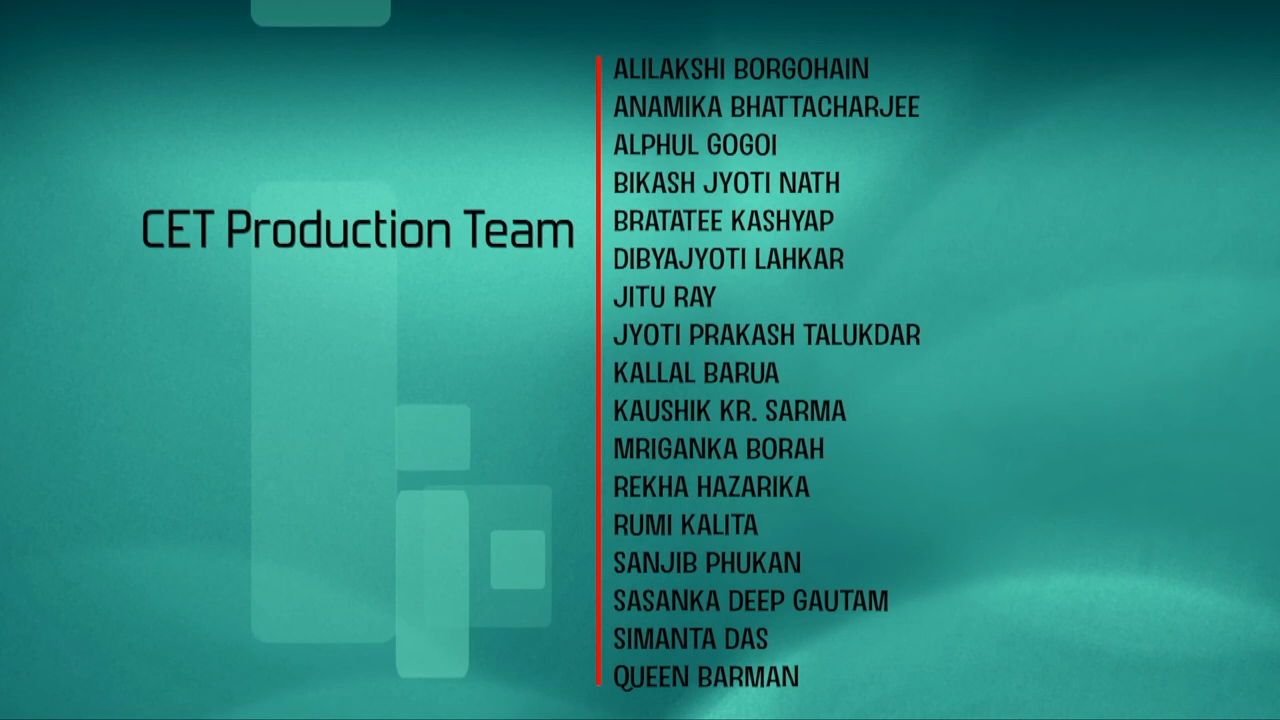 CET Production Team
ALILAKSHI BORGOHAIN
ANAMIKA BHATTACHARJEE
ALPHUL GOGOI
BIKASH JYOTI NATH
BRATATEE KASHYAP
DIBYAJYOTI LAHKAR
JITU RAY
JYOTI PRAKASH TALUKDAR
KALLAL BARUA
KAUSHIK KR. SARMA
MRIGANKA BORAH
REKHA HAZARIKA
RUMI KALITA
SANJIB PHUKAN
SASANKA DEEP GAUTAM
SIMANTA DAS
QUEEN BARMAN